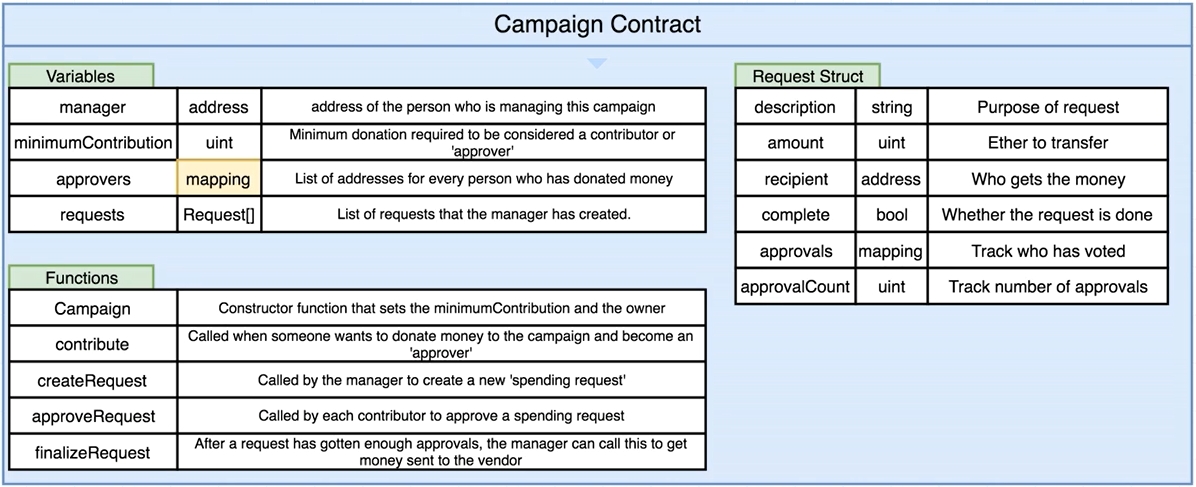 Campaign Contract
Variables
manager address address of the person who is managing this campaign
minimumContribution uint Minimum donation required to be considered a contributor or
'approver'
approvers mapping List of addresses for every person who has donated money
requests Request[] List of requests that the manager has created.
Functions
Campaign Constructor function that sets the minimumContribution and the owner
contribute Called when someone wants to donate money to the campaign and become an
'approver'
createRequest Called by the manager to create a new 'spending request'
approveRequest Called by each contributor to approve a spending request
finalizeRequest After a request has gotten enough approvals, the manager can call this to get
money sent to the vendor
Request Struct
description string Purpose of request
amount uint Ether to transfer
recipient address Who gets the money
complete bool Whether the request is done
approvals mapping Track who has voted
approvalCount uint Track number of approvals